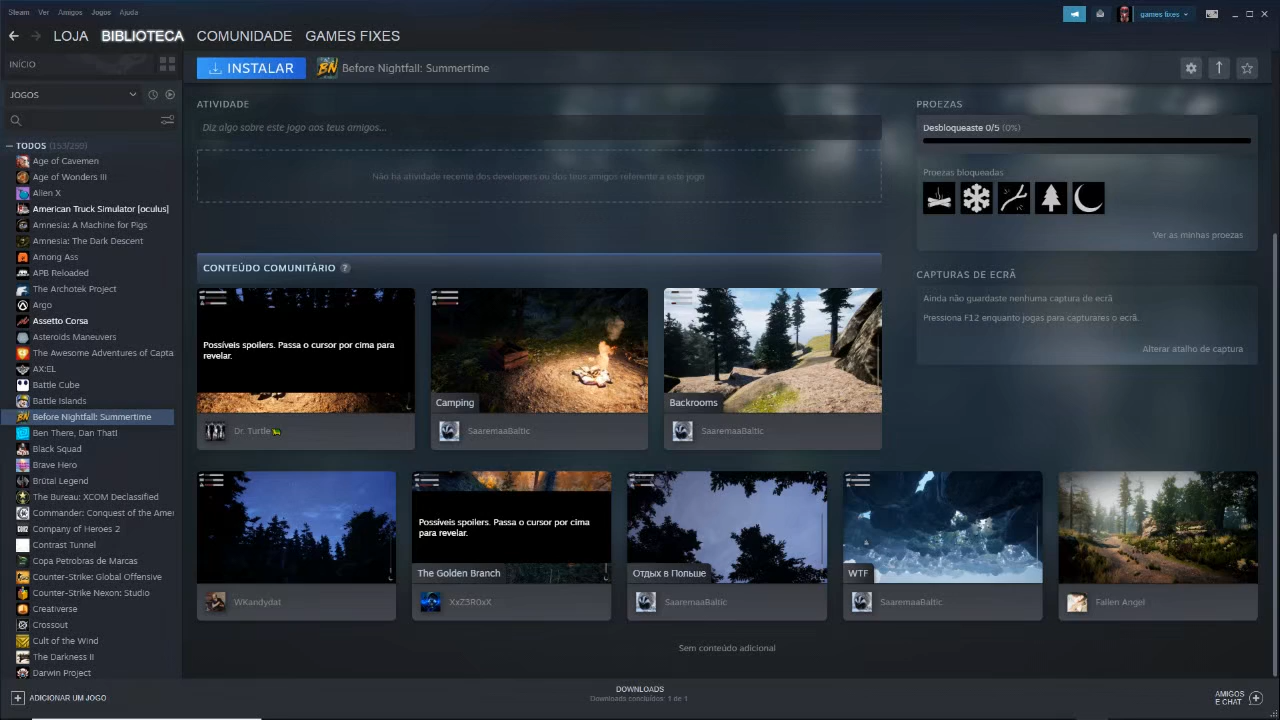 Steam Ver Amigos Jogos Ajuda
games fixes
LOJA BIBLIOTECA COMUNIDADE GAMES FIXES
INÍCIO
INSTALAR
BN
Before Nightfall: Summertime
JOGOS
TODOS (153/259)
Age of Cavemen
Age of Wonders III
Alien X
American Truck Simulator [oculus]
Amnesia: A Machine for Pigs
Amnesia: The Dark Descent
Among Ass
APB Reloaded
The Archotek Project
Argo
Assetto Corsa
Asteroids Maneuvers
The Awesome Adventures of Capta
AX:EL
Battle Cube
Battle Islands
Before Nightfall: Summertime
Ben There, Dan That!
Black Squad
Brave Hero
Brütal Legend
The Bureau: XCOM Declassified
Commander: Conquest of the Amer
Company of Heroes 2
Contrast Tunnel
Copa Petrobras de Marcas
Counter-Strike: Global Offensive
Counter-Strike Nexon: Studio
Creativerse
Crossout
Cult of the Wind
The Darkness II
Darwin Project
ATIVIDADE
Diz algo sobre este jogo aos teus amigos...
Não há atividade recente dos developers ou dos teus amigos referente a este jogo
CONTEÚDO COMUNITÁRIO ?
Possíveis spoilers. Passa o cursor por cima para
revelar.
Dr. Turtle
Camping
SaaremaaBaltic
Backrooms
SaaremaaBaltic
WKandydat
Possíveis spoilers. Passa o cursor por cima
para revelar.
The Golden Branch
XxZ3R0xX
Отдых в Польше
SaaremaaBaltic
WTF
SaaremaaBaltic
Fallen Angel
Sem conteúdo adicional
PROEZAS
Desbloqueaste 0/5 (0%)
Proezas bloqueadas
Ver as minhas proezas
CAPTURAS DE ECRÃ
Ainda não guardaste nenhuma captura de ecrã
Pressiona F12 enquanto jogas para capturares o ecrã.
Alterar atalho de captura
ADICIONAR UM JOGO
DOWNLOADS
Downloads concluídos: 1 de 1
AMIGOS
E CHAT